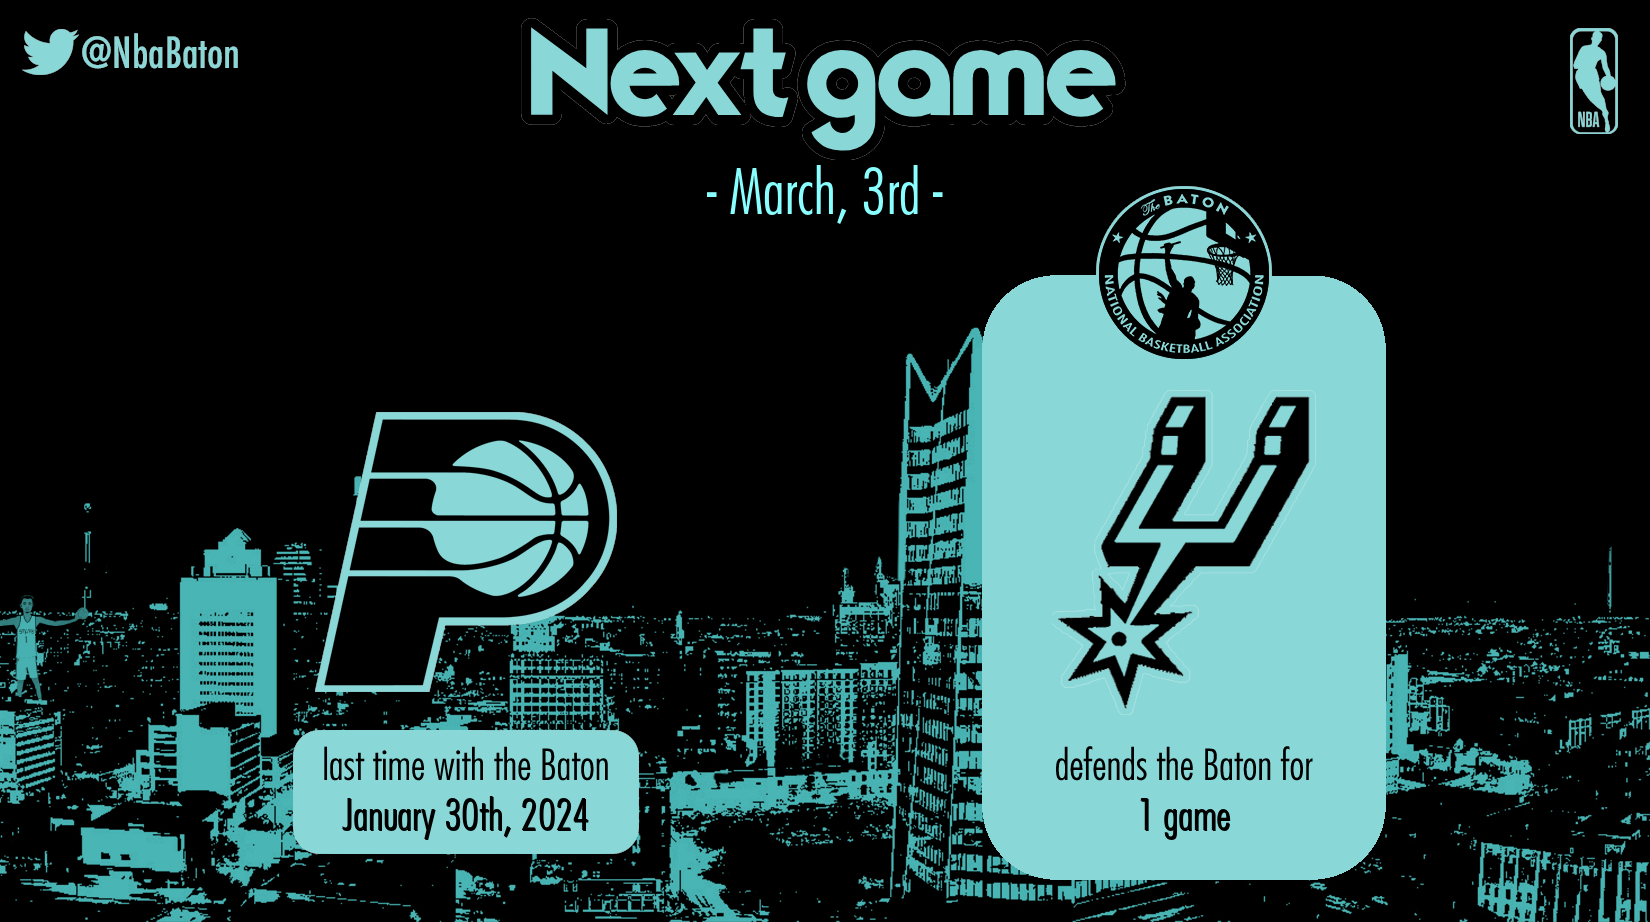 @NbaBaton
Next game
NBA
- March, 3rd -
The BATON
NATIONAL BASKETBALL ASSOCIATION
last time with the Baton
January 30th, 2024
defends the Baton for
1 game